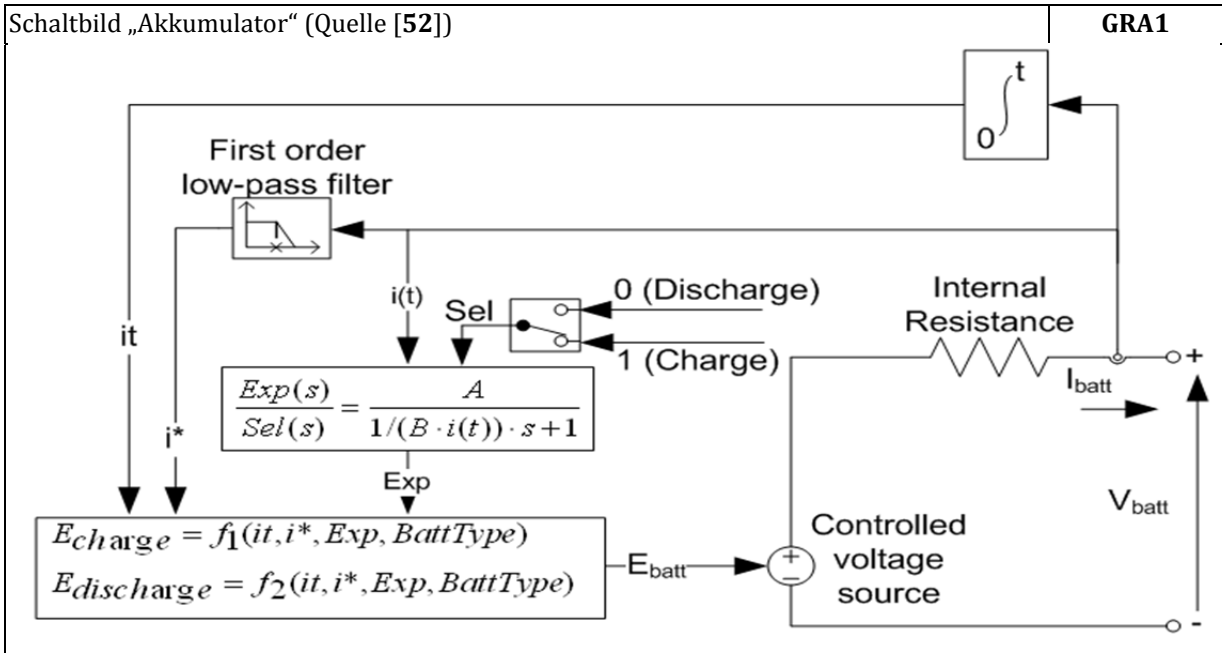 Schaltbild „Akkumulator“ (Quelle [52])
GRA1
t
∫
0
First order
low-pass filter
i(t)
Sel
0 (Discharge)
1 (Charge)
Internal
Resistance
+
I_batt
it
i*
Exp(s)/Sel(s) = A/(1/(B·i(t))·s+1)
Exp
V_batt
E_charge = f_1(it, i*, Exp, BattType)
E_discharge = f_2(it, i*, Exp, BattType)
E_batt
+
−
Controlled
voltage
source
-